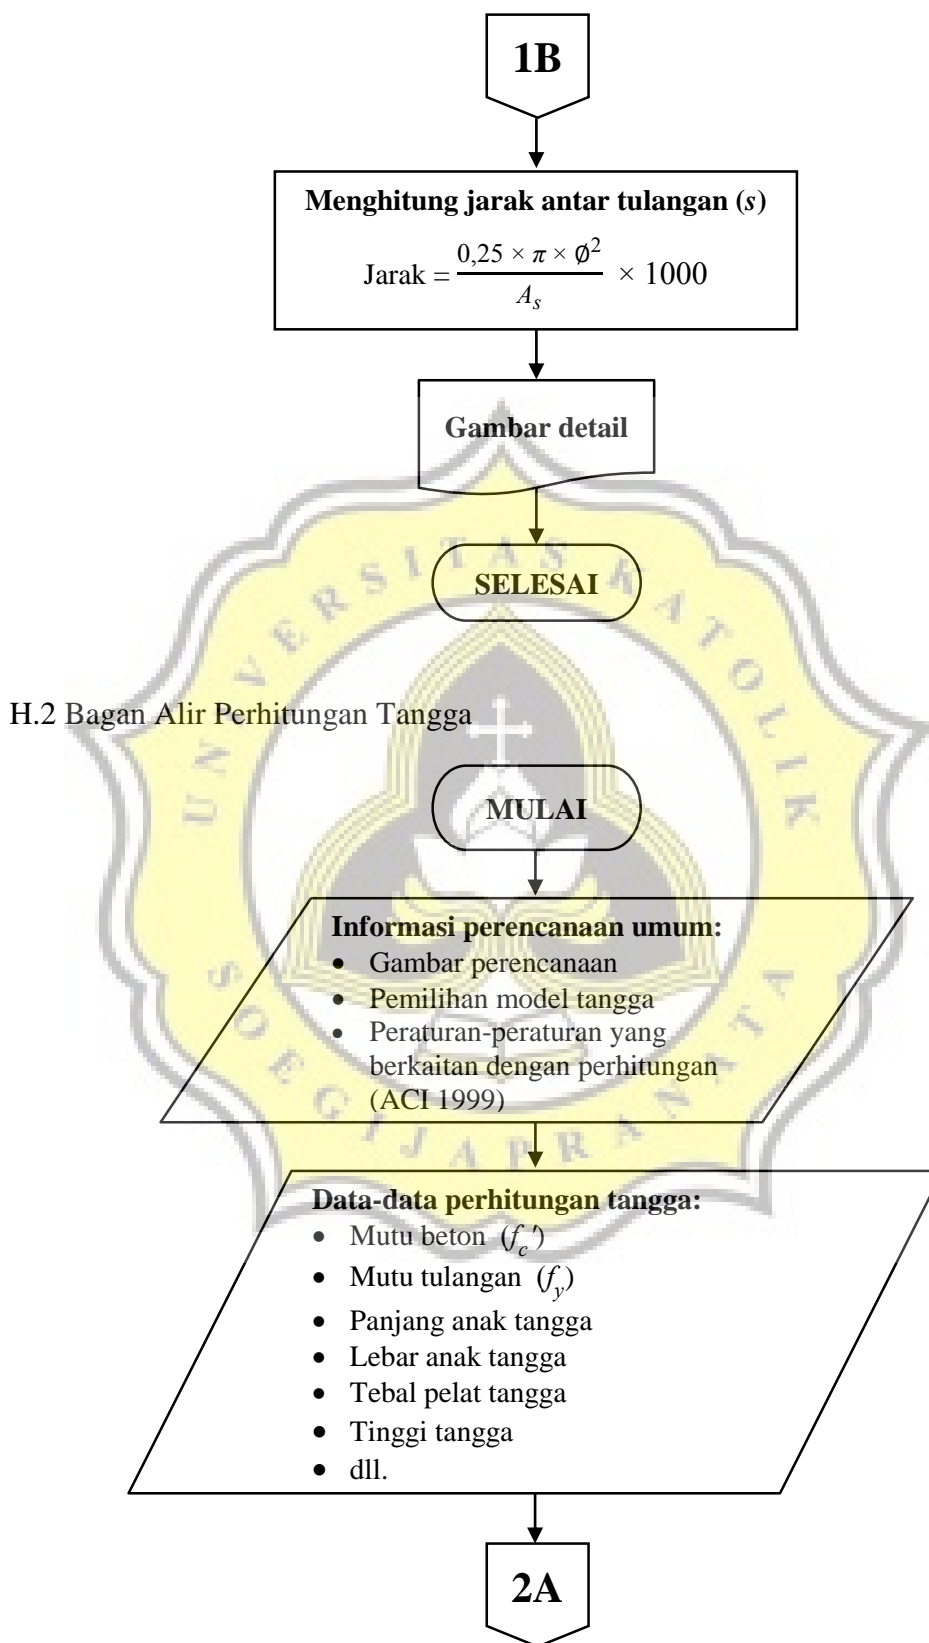 1B
Menghitung jarak antar tulangan (s)
Jarak = 0,25 × π × Ø² / A_s × 1000
Gambar detail
SELESAI
UNIVERSITAS KATOLIK
H.2 Bagan Alir Perhitungan Tangga
MULAI
Informasi perencanaan umum:
• Gambar perencanaan
• Pemilihan model tangga
• Peraturan-peraturan yang
berkaitan dengan perhitungan
(ACI 1999)
SOEGIJAPRANATA
Data-data perhitungan tangga:
• Mutu beton (f_c')
• Mutu tulangan (f_y)
• Panjang anak tangga
• Lebar anak tangga
• Tebal pelat tangga
• Tinggi tangga
• dll.
2A